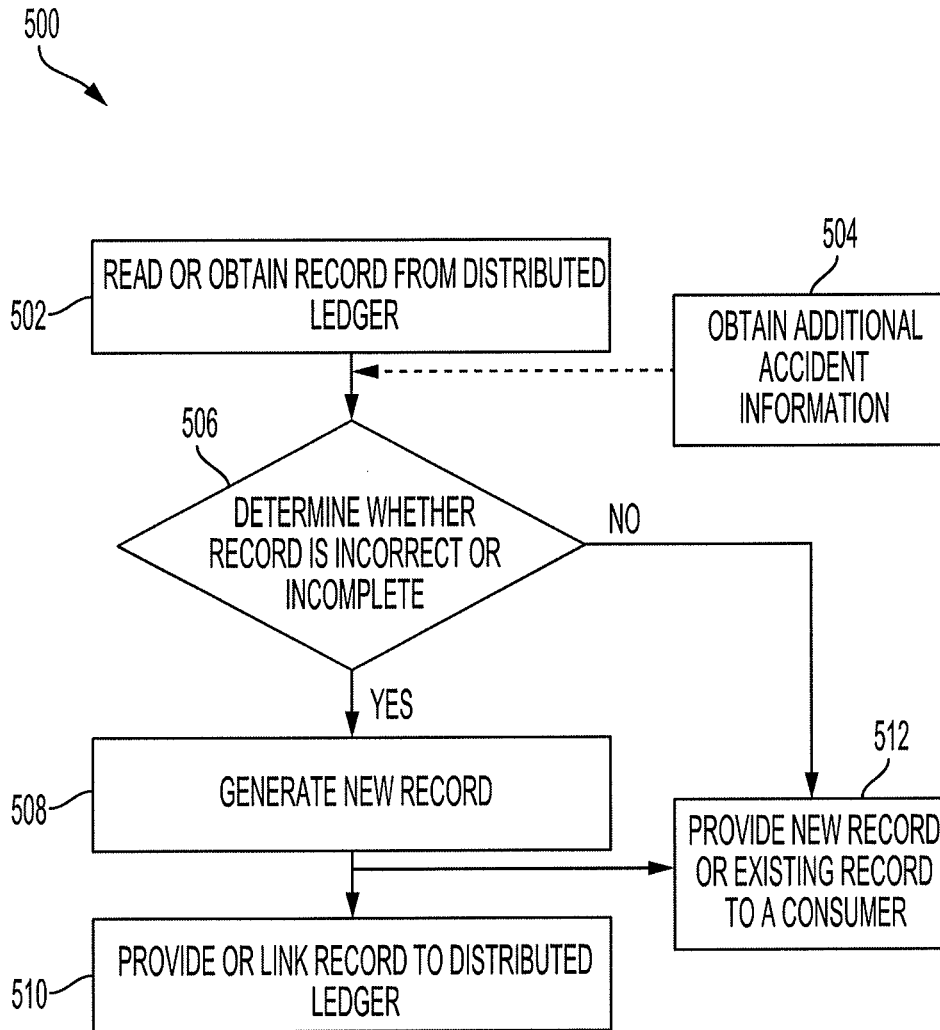 500
READ OR OBTAIN RECORD FROM DISTRIBUTED
LEDGER
502
504
OBTAIN ADDITIONAL
ACCIDENT
INFORMATION
506
DETERMINE WHETHER
RECORD IS INCORRECT OR
INCOMPLETE
NO
YES
GENERATE NEW RECORD
508
512
PROVIDE NEW RECORD
OR EXISTING RECORD
TO A CONSUMER
PROVIDE OR LINK RECORD TO DISTRIBUTED
LEDGER
510